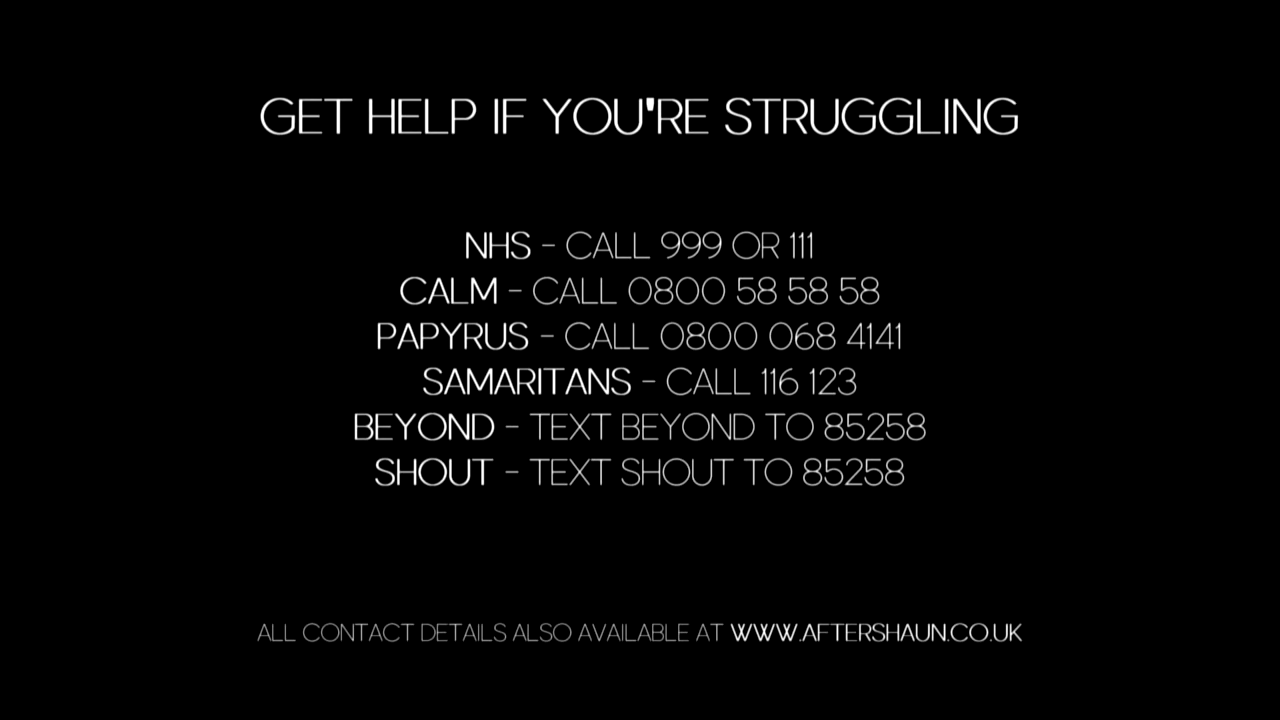 GET HELP IF YOU'RE STRUGGLING
NHS - CALL 999 OR 111
CALM - CALL 0800 58 58 58
PAPYRUS - CALL 0800 068 4141
SAMARITANS - CALL 116 123
BEYOND - TEXT BEYOND TO 85258
SHOUT - TEXT SHOUT TO 85258
ALL CONTACT DETAILS ALSO AVAILABLE AT WWW.AFTERSHAUN.CO.UK